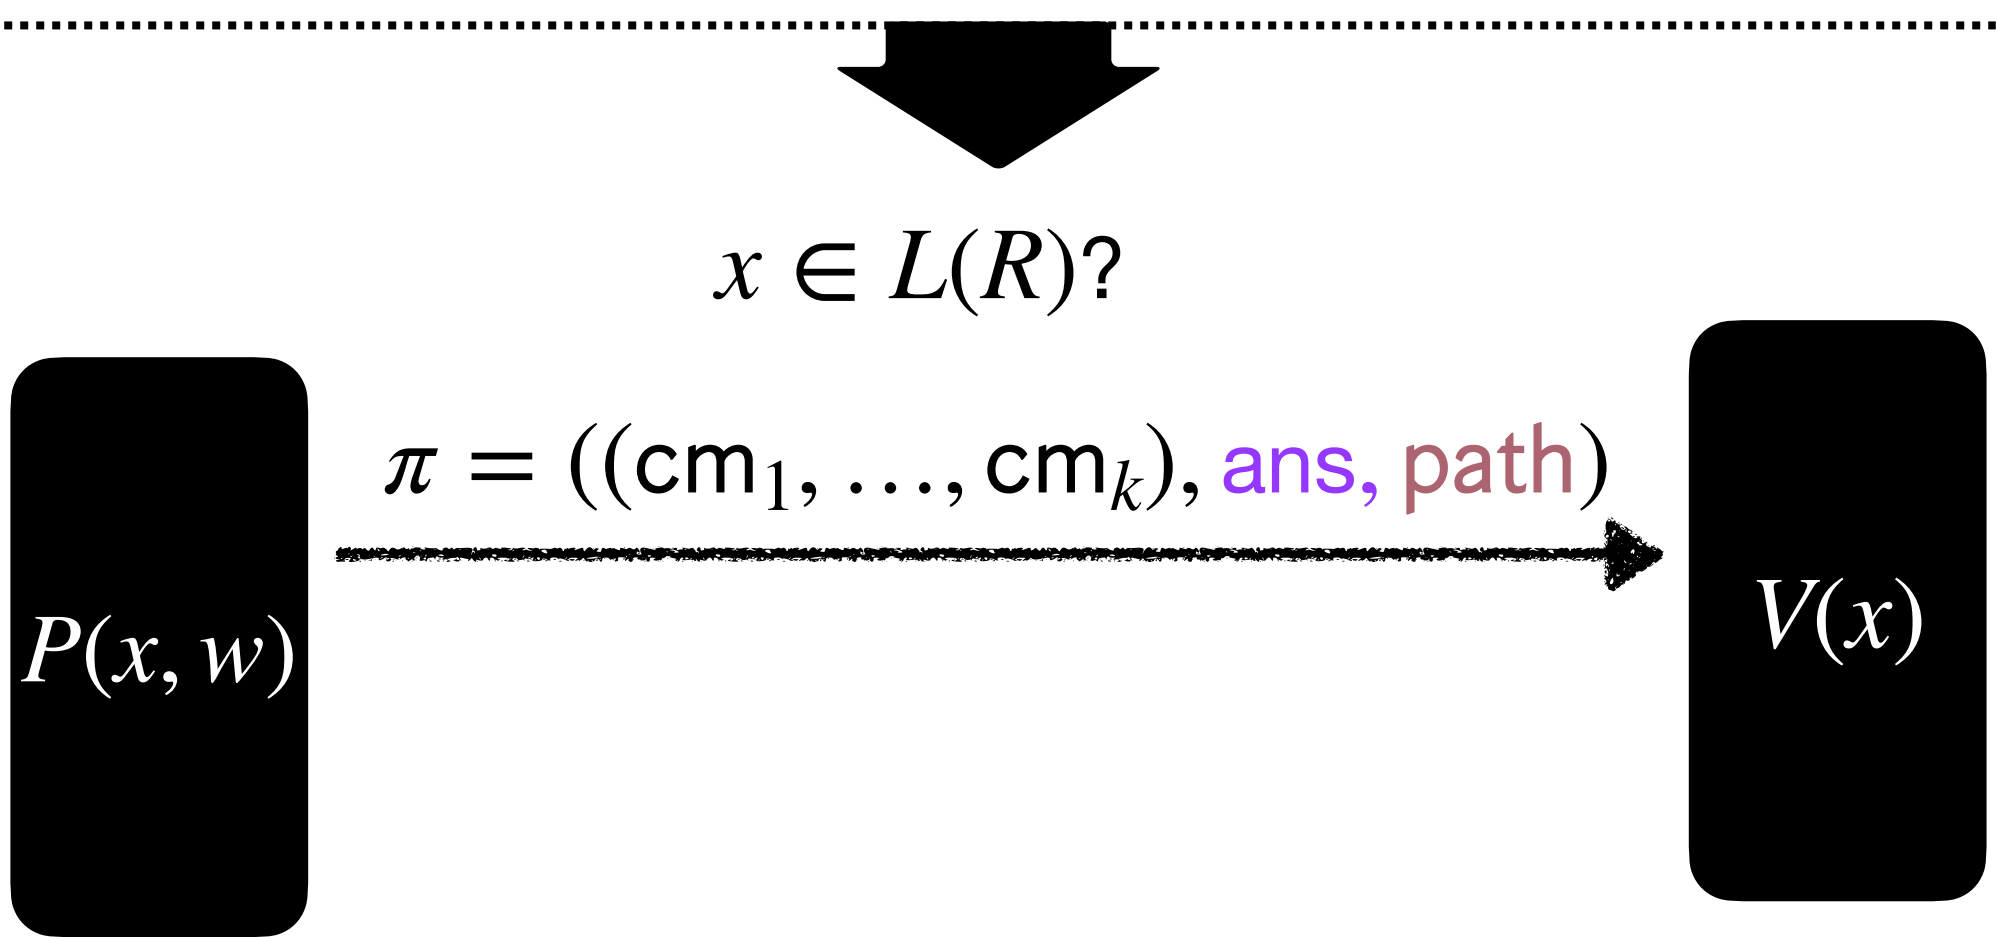 x ∈ L(R)?
π = ((cm₁, …, cmₖ), ans, path)
P(x, w)
V(x)